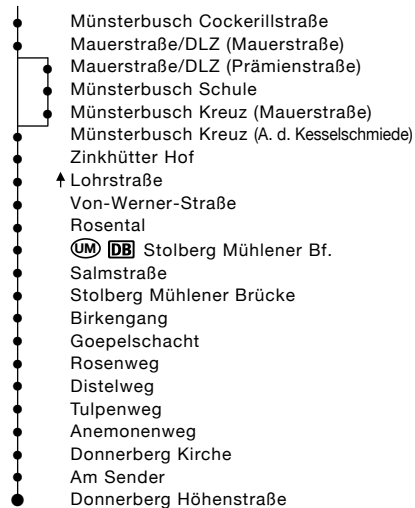 Münsterbusch Cockerillstraße
Mauerstraße/DLZ (Mauerstraße)
Mauerstraße/DLZ (Prämienstraße)
Münsterbusch Schule
Münsterbusch Kreuz (Mauerstraße)
Münsterbusch Kreuz (A. d. Kesselschmiede)
Zinkhütter Hof
Lohrstraße
Von-Werner-Straße
Rosental
UM DB Stolberg Mühlener Bf.
Salmstraße
Stolberg Mühlener Brücke
Birkengang
Goepelschacht
Rosenweg
Distelweg
Tulpenweg
Anemonenweg
Donnerberg Kirche
Am Sender
Donnerberg Höhenstraße